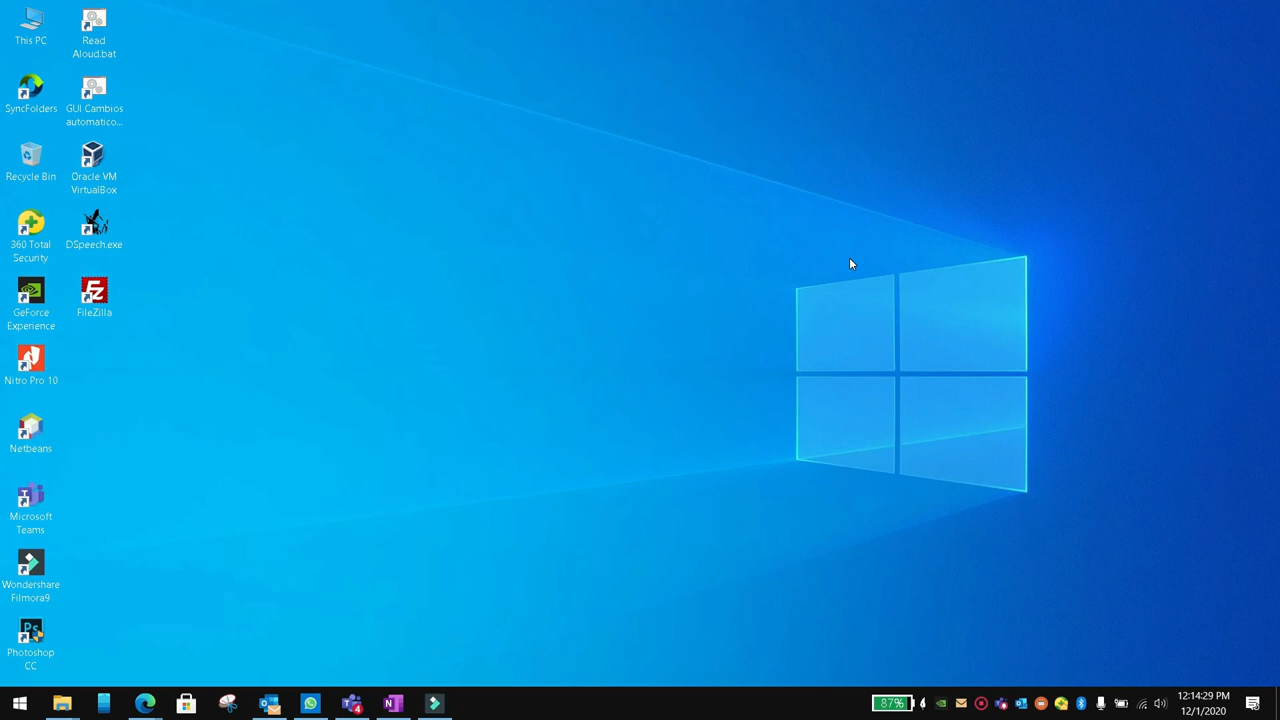 This PC
Read
Aloud.bat
SyncFolders
GUI Cambios
automatico...
Recycle Bin
Oracle VM
VirtualBox
360 Total
Security
DSpeech.exe
GeForce
Experience
FileZilla
Nitro Pro 10
Netbeans
Microsoft
Teams
Wondershare
Filmora9
Ps
Photoshop
CC
4
N
87%
12:14:29 PM
12/1/2020